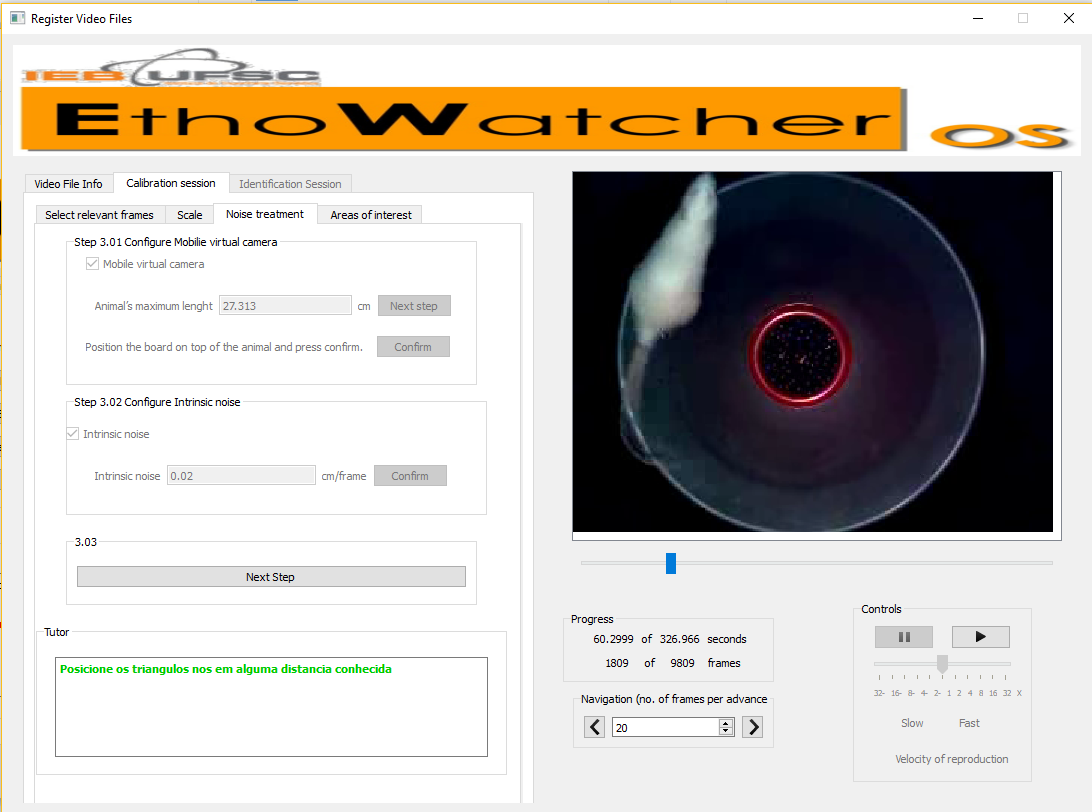 Register Video Files
IEB UFSC
EthoWatcher OS
Video File Info Calibration session Identification Session
Select relevant frames Scale Noise treatment Areas of interest
Step 3.01 Configure Mobilie virtual camera
Mobile virtual camera
Animal's maximum lenght 27.313 cm Next step
Position the board on top of the animal and press confirm. Confirm
Step 3.02 Configure Intrinsic noise
Intrinsic noise
Intrinsic noise 0.02 cm/frame Confirm
3.03
Next Step
Tutor
Posicione os triangulos nos em alguma distancia conhecida
Progress
60.2999 of 326.966 seconds
1809 of 9809 frames
Navigation (no. of frames per advance
20
Controls
32- 16- 8- 4- 2- 1 2 4 8 16 32 X
Slow Fast
Velocity of reproduction